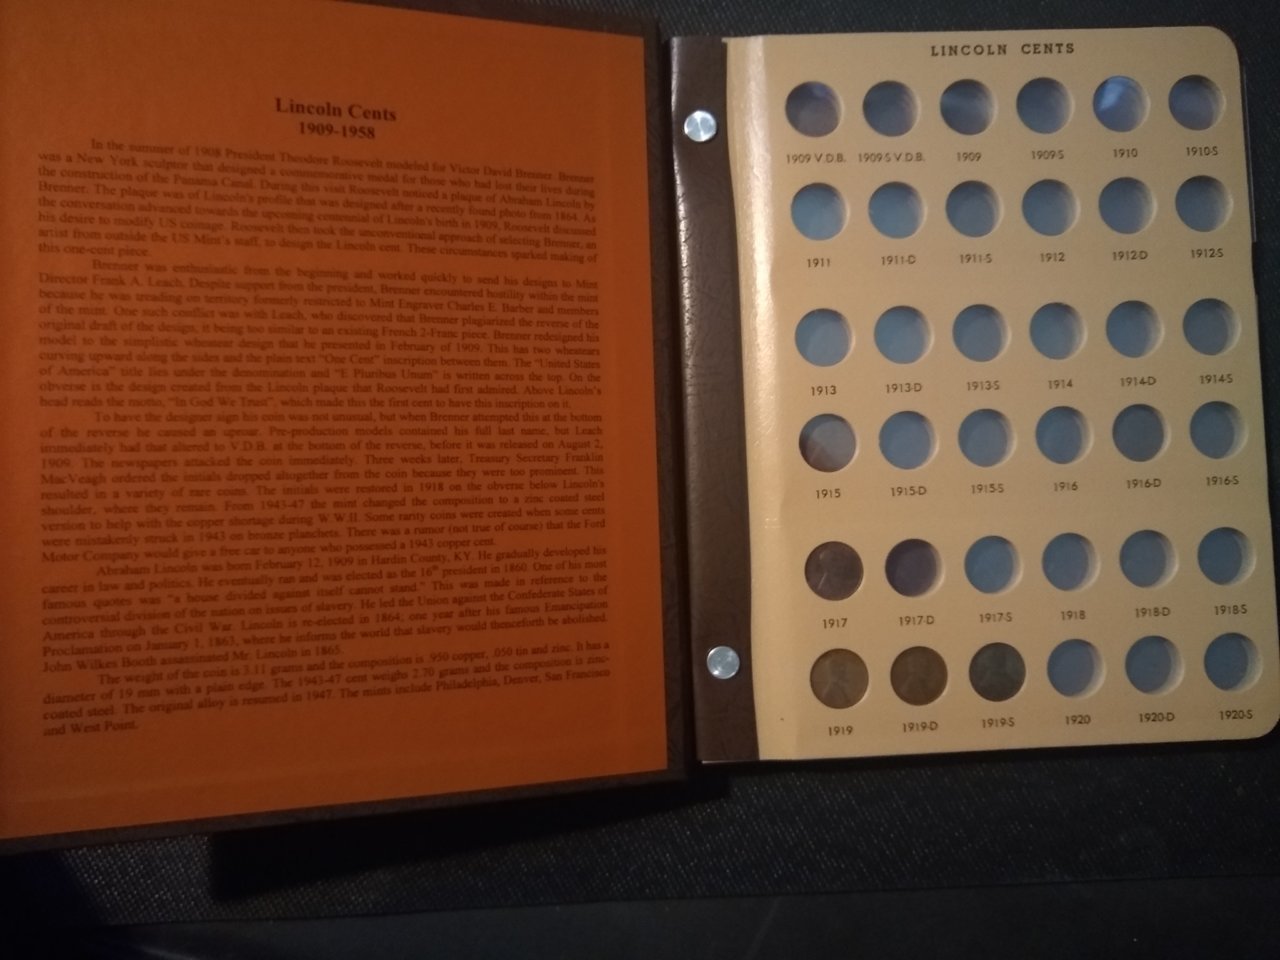 Lincoln Cents
1909-1958
In the summer of 1908 President Theodore Roosevelt modeled for Victor David Brenner. Brenner
was a New York sculptor that designed a commemorative medal for those who had lost their lives during
the construction of the Panama Canal. During this visit Roosevelt noticed a plaque of Abraham Lincoln by
Brenner. The plaque was of Lincoln's profile that was designed after a recently found photo from 1864. As
the conversation advanced towards the upcoming centennial of Lincoln's birth in 1909, Roosevelt discussed
his desire to modify US coinage. Roosevelt then took the unconventional approach of selecting Brenner, an
artist from outside the US Mint's staff, to design the Lincoln cent. These circumstances sparked making of
this one-cent piece.
Brenner was enthusiastic from the beginning and worked quickly to send his designs to Mint
Director Frank A. Leach. Despite support from the president, Brenner encountered hostility within the mint
because he was treading on territory formerly restricted to Mint Engraver Charles E. Barber and members
of the mint. One such conflict was with Leach, who discovered that Brenner plagiarized the reverse of the
original draft of the design, it being too similar to an existing French 2-Franc piece. Brenner redesigned his
model to the simplistic wheatear design that he presented in February of 1909. This has two wheatears
curving upward along the sides and the plain text "One Cent" inscription between them. The "United States
of America" title lies under the denomination and "E Pluribus Unum" is written across the top. On the
obverse is the design created from the Lincoln plaque that Roosevelt had first admired. Above Lincoln's
head reads the motto, "In God We Trust", which made this the first cent to have this inscription on it.
To have the designer sign his coin was not unusual, but when Brenner attempted this at the bottom
of the reverse he caused an uproar. Pre-production models contained his full last name, but Leach
immediately had that altered to V.D.B. at the bottom of the reverse, before it was released on August 2,
1909. The newspapers attacked the coin immediately. Three weeks later, Treasury Secretary Franklin
MacVeagh ordered the initials dropped altogether from the coin because they were too prominent. This
resulted in a variety of rare coins. The initials were restored in 1918 on the obverse below Lincoln's
shoulder, where they remain. From 1943-47 the mint changed the composition to a zinc coated steel
version to help with the copper shortage during W.W.II. Some rarity coins were created when some cents
were mistakenly struck in 1943 on bronze planchets. There was a rumor (not true of course) that the Ford
Motor Company would give a free car to anyone who possessed a 1943 copper cent.
Abraham Lincoln was born February 12, 1909 in Hardin County, KY. He gradually developed his
career in law and politics. He eventually ran and was elected as the 16th president in 1860. One of his most
famous quotes was "a house divided against itself cannot stand." This was made in reference to the
controversial division of the nation on issues of slavery. He led the Union against the Confederate States of
America through the Civil War. Lincoln is re-elected in 1864; one year after his famous Emancipation
Proclamation on January 1, 1863, where he informs the world that slavery would thenceforth be abolished.
John Wilkes Booth assassinated Mr. Lincoln in 1865.
The weight of the coin is 3.11 grams and the composition is .950 copper, .050 tin and zinc. It has a
diameter of 19 mm with a plain edge. The 1943-47 cent weighs 2.70 grams and the composition is zinc-
coated steel. The original alloy is resumed in 1947. The mints include Philadelphia, Denver, San Francisco
and West Point.
LINCOLN CENTS
1909 V.D.B. 1909-S V.D.B. 1909 1909-S 1910 1910-S
1911 1911-D 1911-S 1912 1912-D 1912-S
1913 1913-D 1913-S 1914 1914-D 1914-S
1915 1915-D 1915-S 1916 1916-D 1916-S
1917 1917-D 1917-S 1918 1918-D 1918-S
1919 1919-D 1919-S 1920 1920-D 1920-S